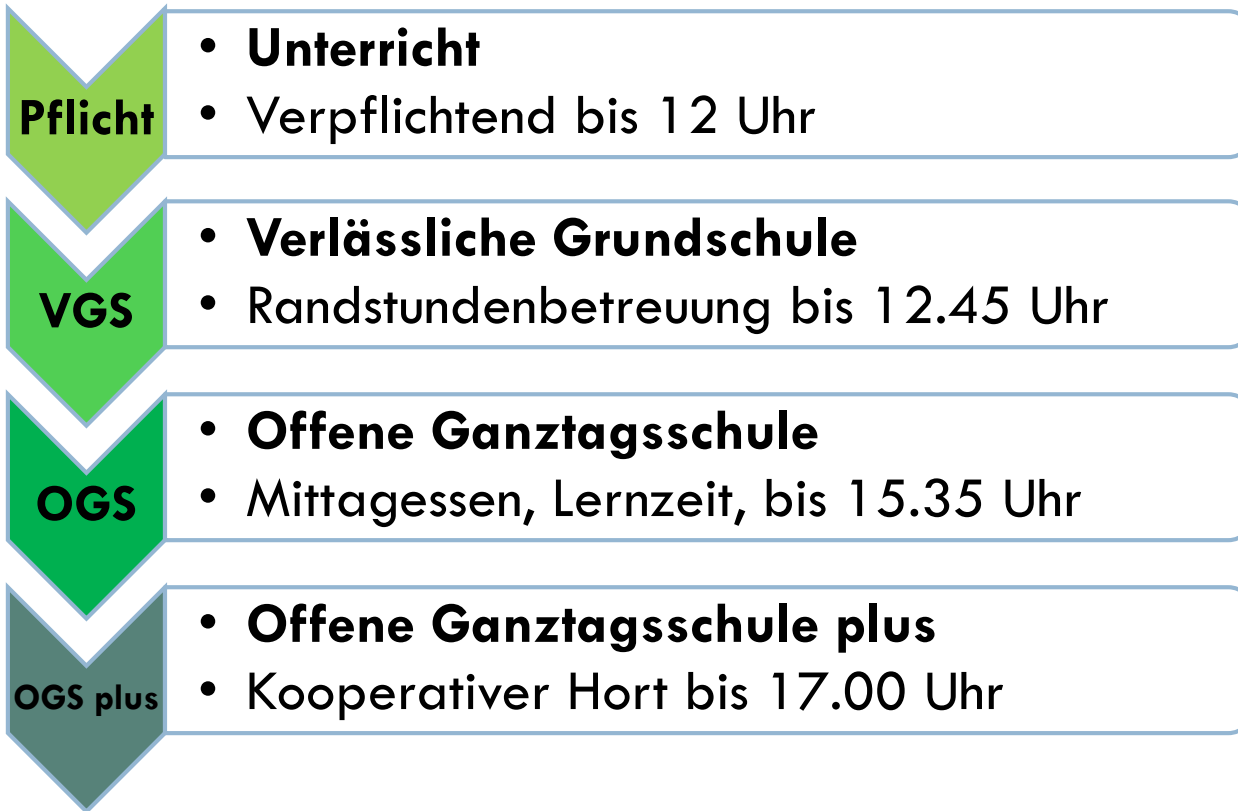 Pflicht
• Unterricht
• Verpflichtend bis 12 Uhr
VGS
• Verlässliche Grundschule
• Randstundenbetreuung bis 12.45 Uhr
OGS
• Offene Ganztagsschule
• Mittagessen, Lernzeit, bis 15.35 Uhr
OGS plus
• Offene Ganztagsschule plus
• Kooperativer Hort bis 17.00 Uhr